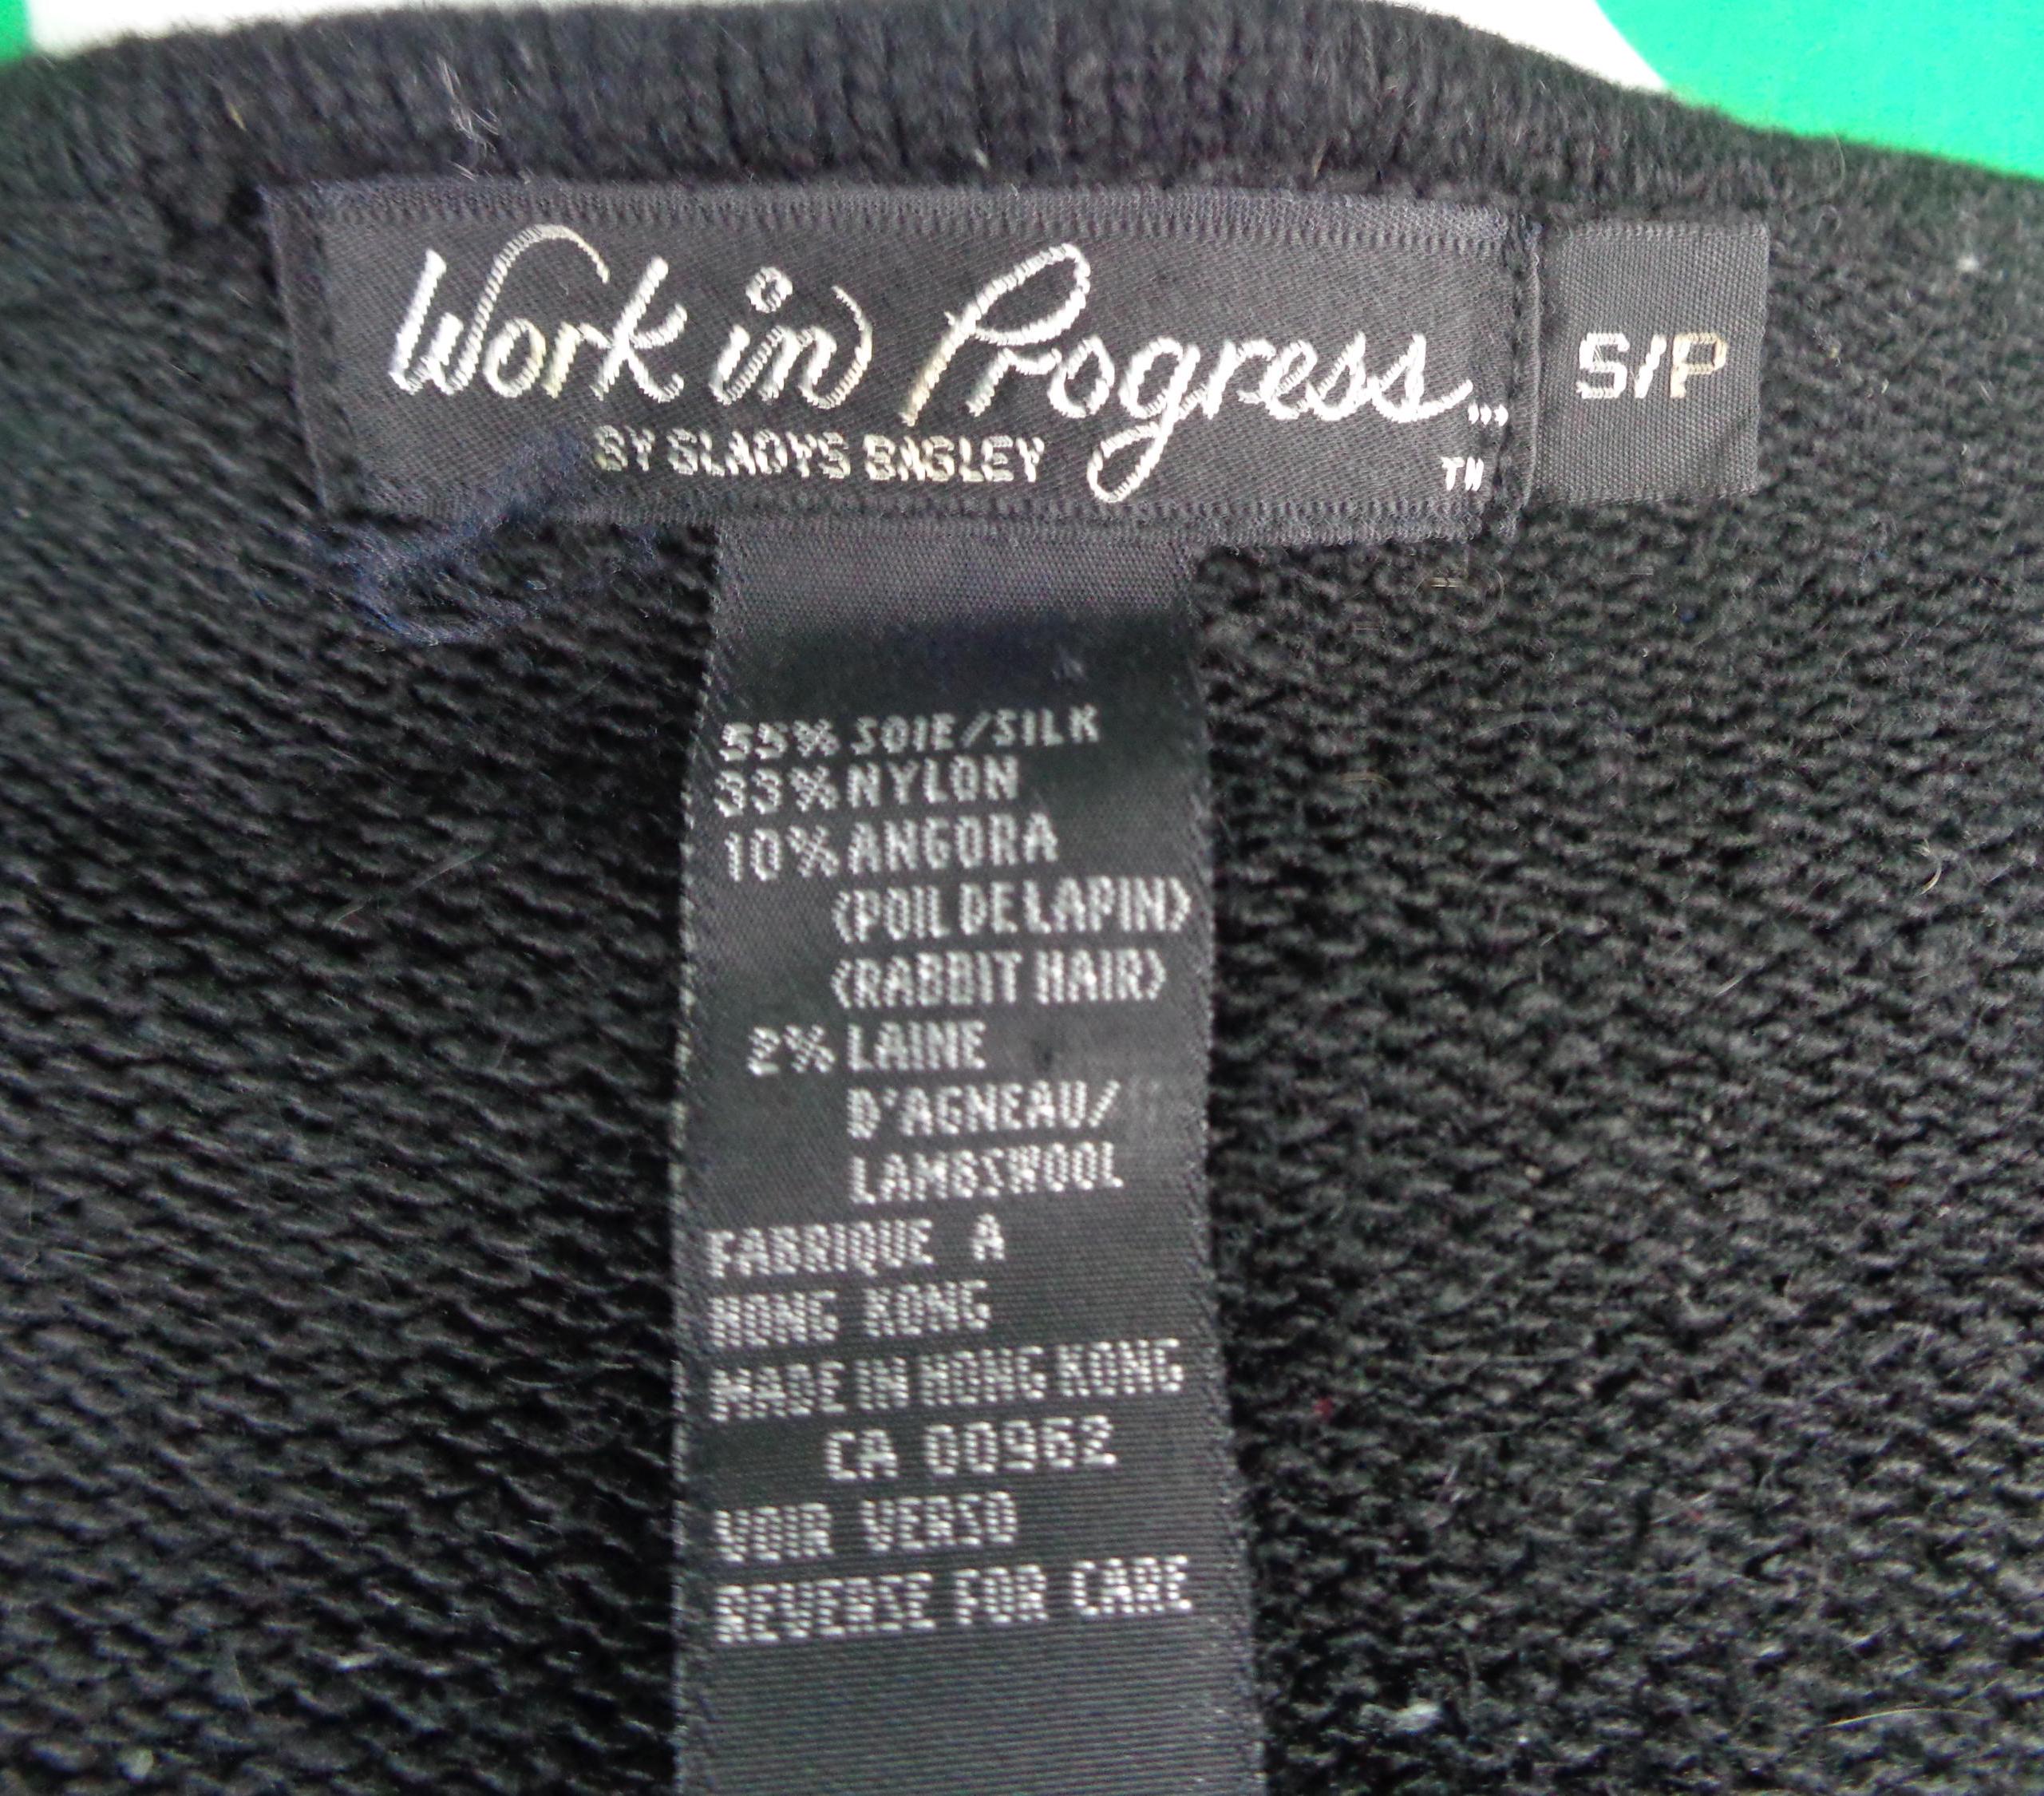 Work in Progress...
BY GLADYS BAGLEY
TM
S/P
55% SOIE/SILK
33% NYLON
10% ANGORA
(POIL DE LAPIN)
(RABBIT HAIR)
2% LAINE
D'AGNEAU/
LAMBSWOOL
FABRIQUE A
HONG KONG
MADE IN HONG KONG
CA 00962
VOIR VERSO
REVERSE FOR CARE